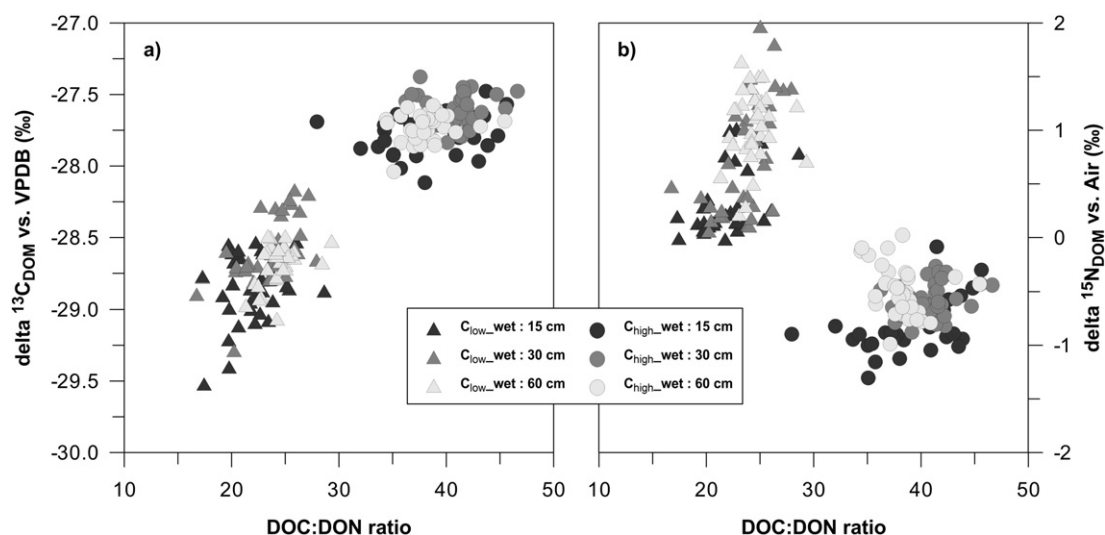 a)
-27.0
-27.5
-28.0
-28.5
-29.0
-29.5
-30.0
delta ¹³C_DOM vs. VPDB (‰)
10 20 30 40 50
DOC:DON ratio
b)
2
1
0
-1
-2
delta ¹⁵N_DOM vs. Air (‰)
10 20 30 40 50
DOC:DON ratio
C_low_wet : 15 cm C_high_wet : 15 cm
C_low_wet : 30 cm C_high_wet : 30 cm
C_low_wet : 60 cm C_high_wet : 60 cm